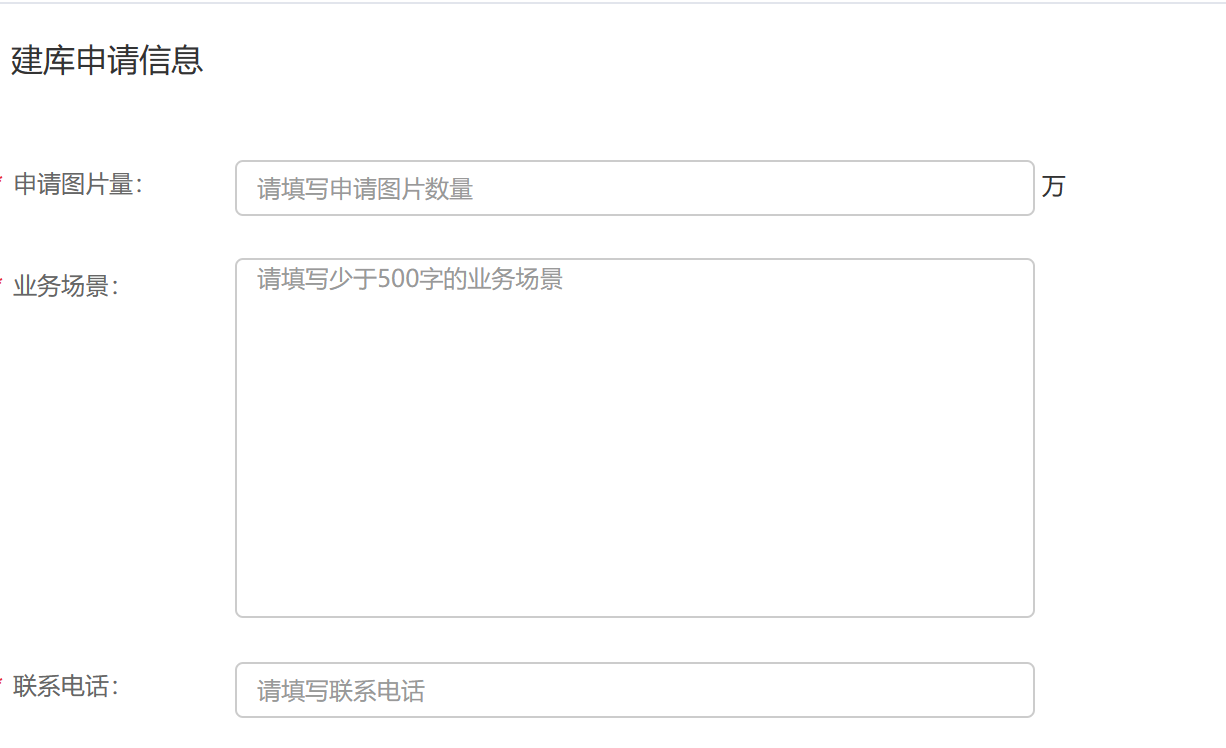 建库申请信息
* 申请图片量：
请填写申请图片数量
万
* 业务场景：
请填写少于500字的业务场景
* 联系电话：
请填写联系电话